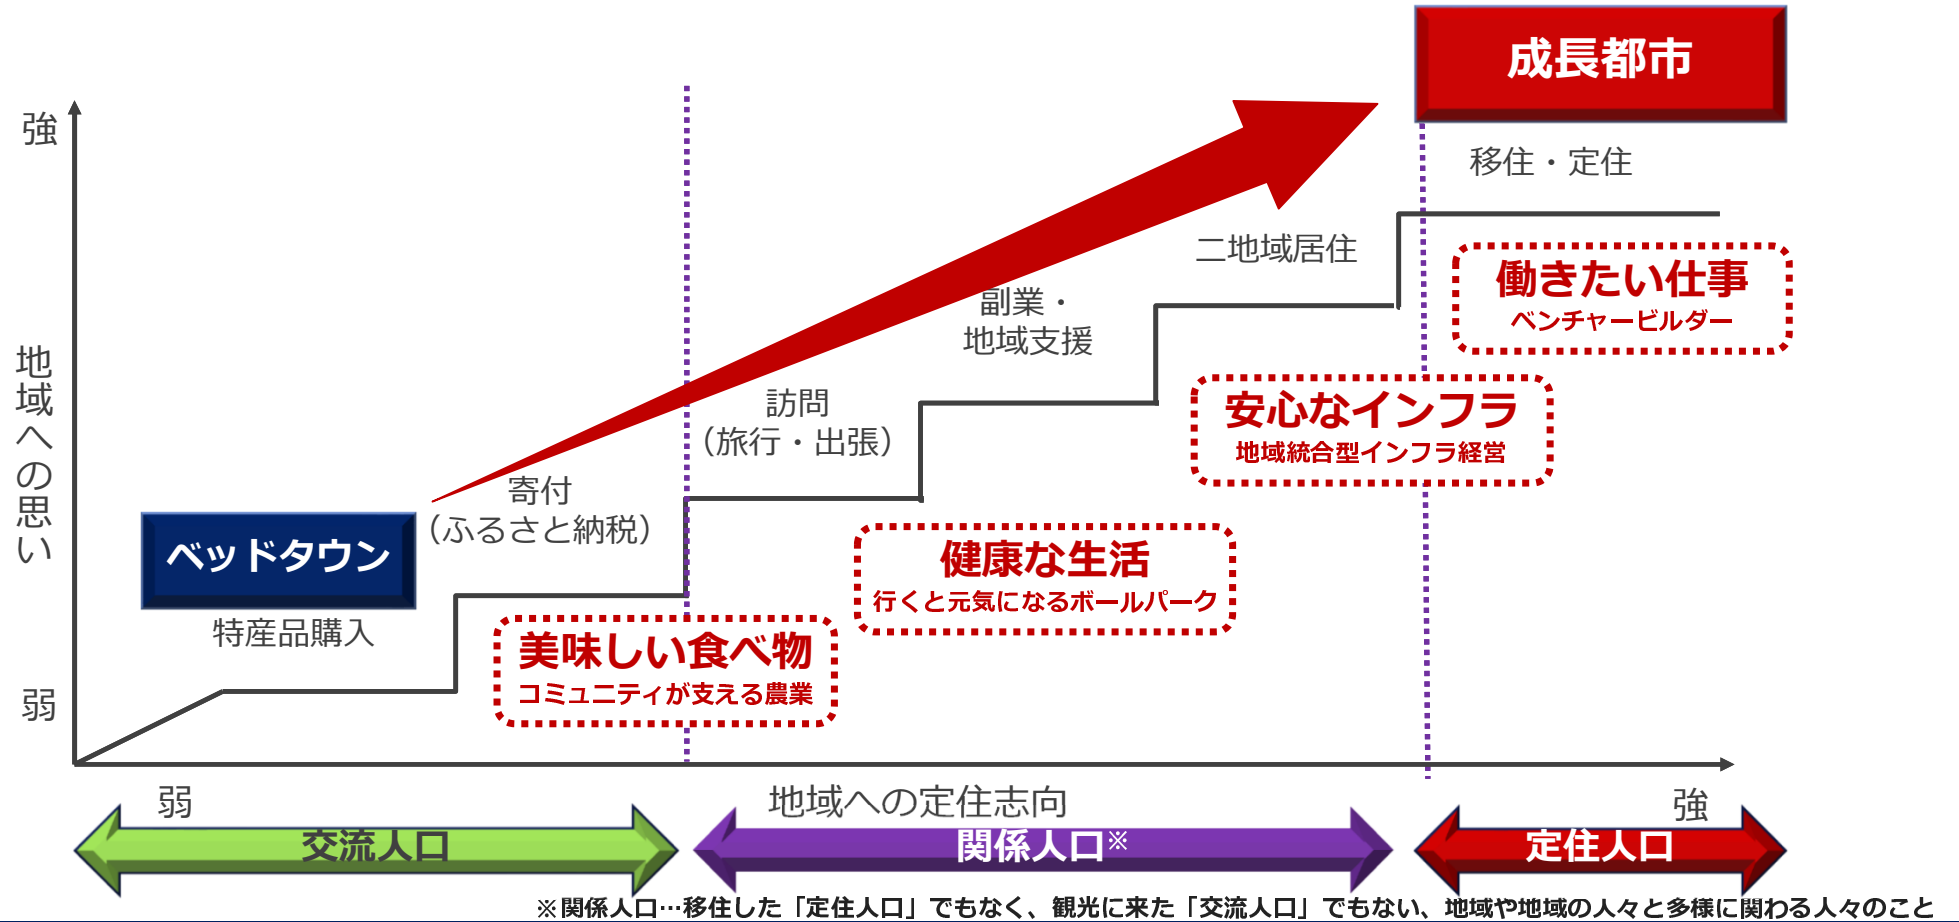 成長都市
強
移住・定住
二地域居住
働きたい仕事
ベンチャービルダー
副業・
地域支援
地域への思い
安心なインフラ
地域統合型インフラ経営
訪問
（旅行・出張）
寄付
（ふるさと納税）
ベッドタウン
特産品購入
健康な生活
行くと元気になるボールパーク
美味しい食べ物
コミュニティが支える農業
弱
弱
地域への定住志向
強
交流人口
関係人口※
定住人口
※関係人口…移住した「定住人口」でもなく、観光に来た「交流人口」でもない、地域や地域の人々と多様に関わる人々のこと